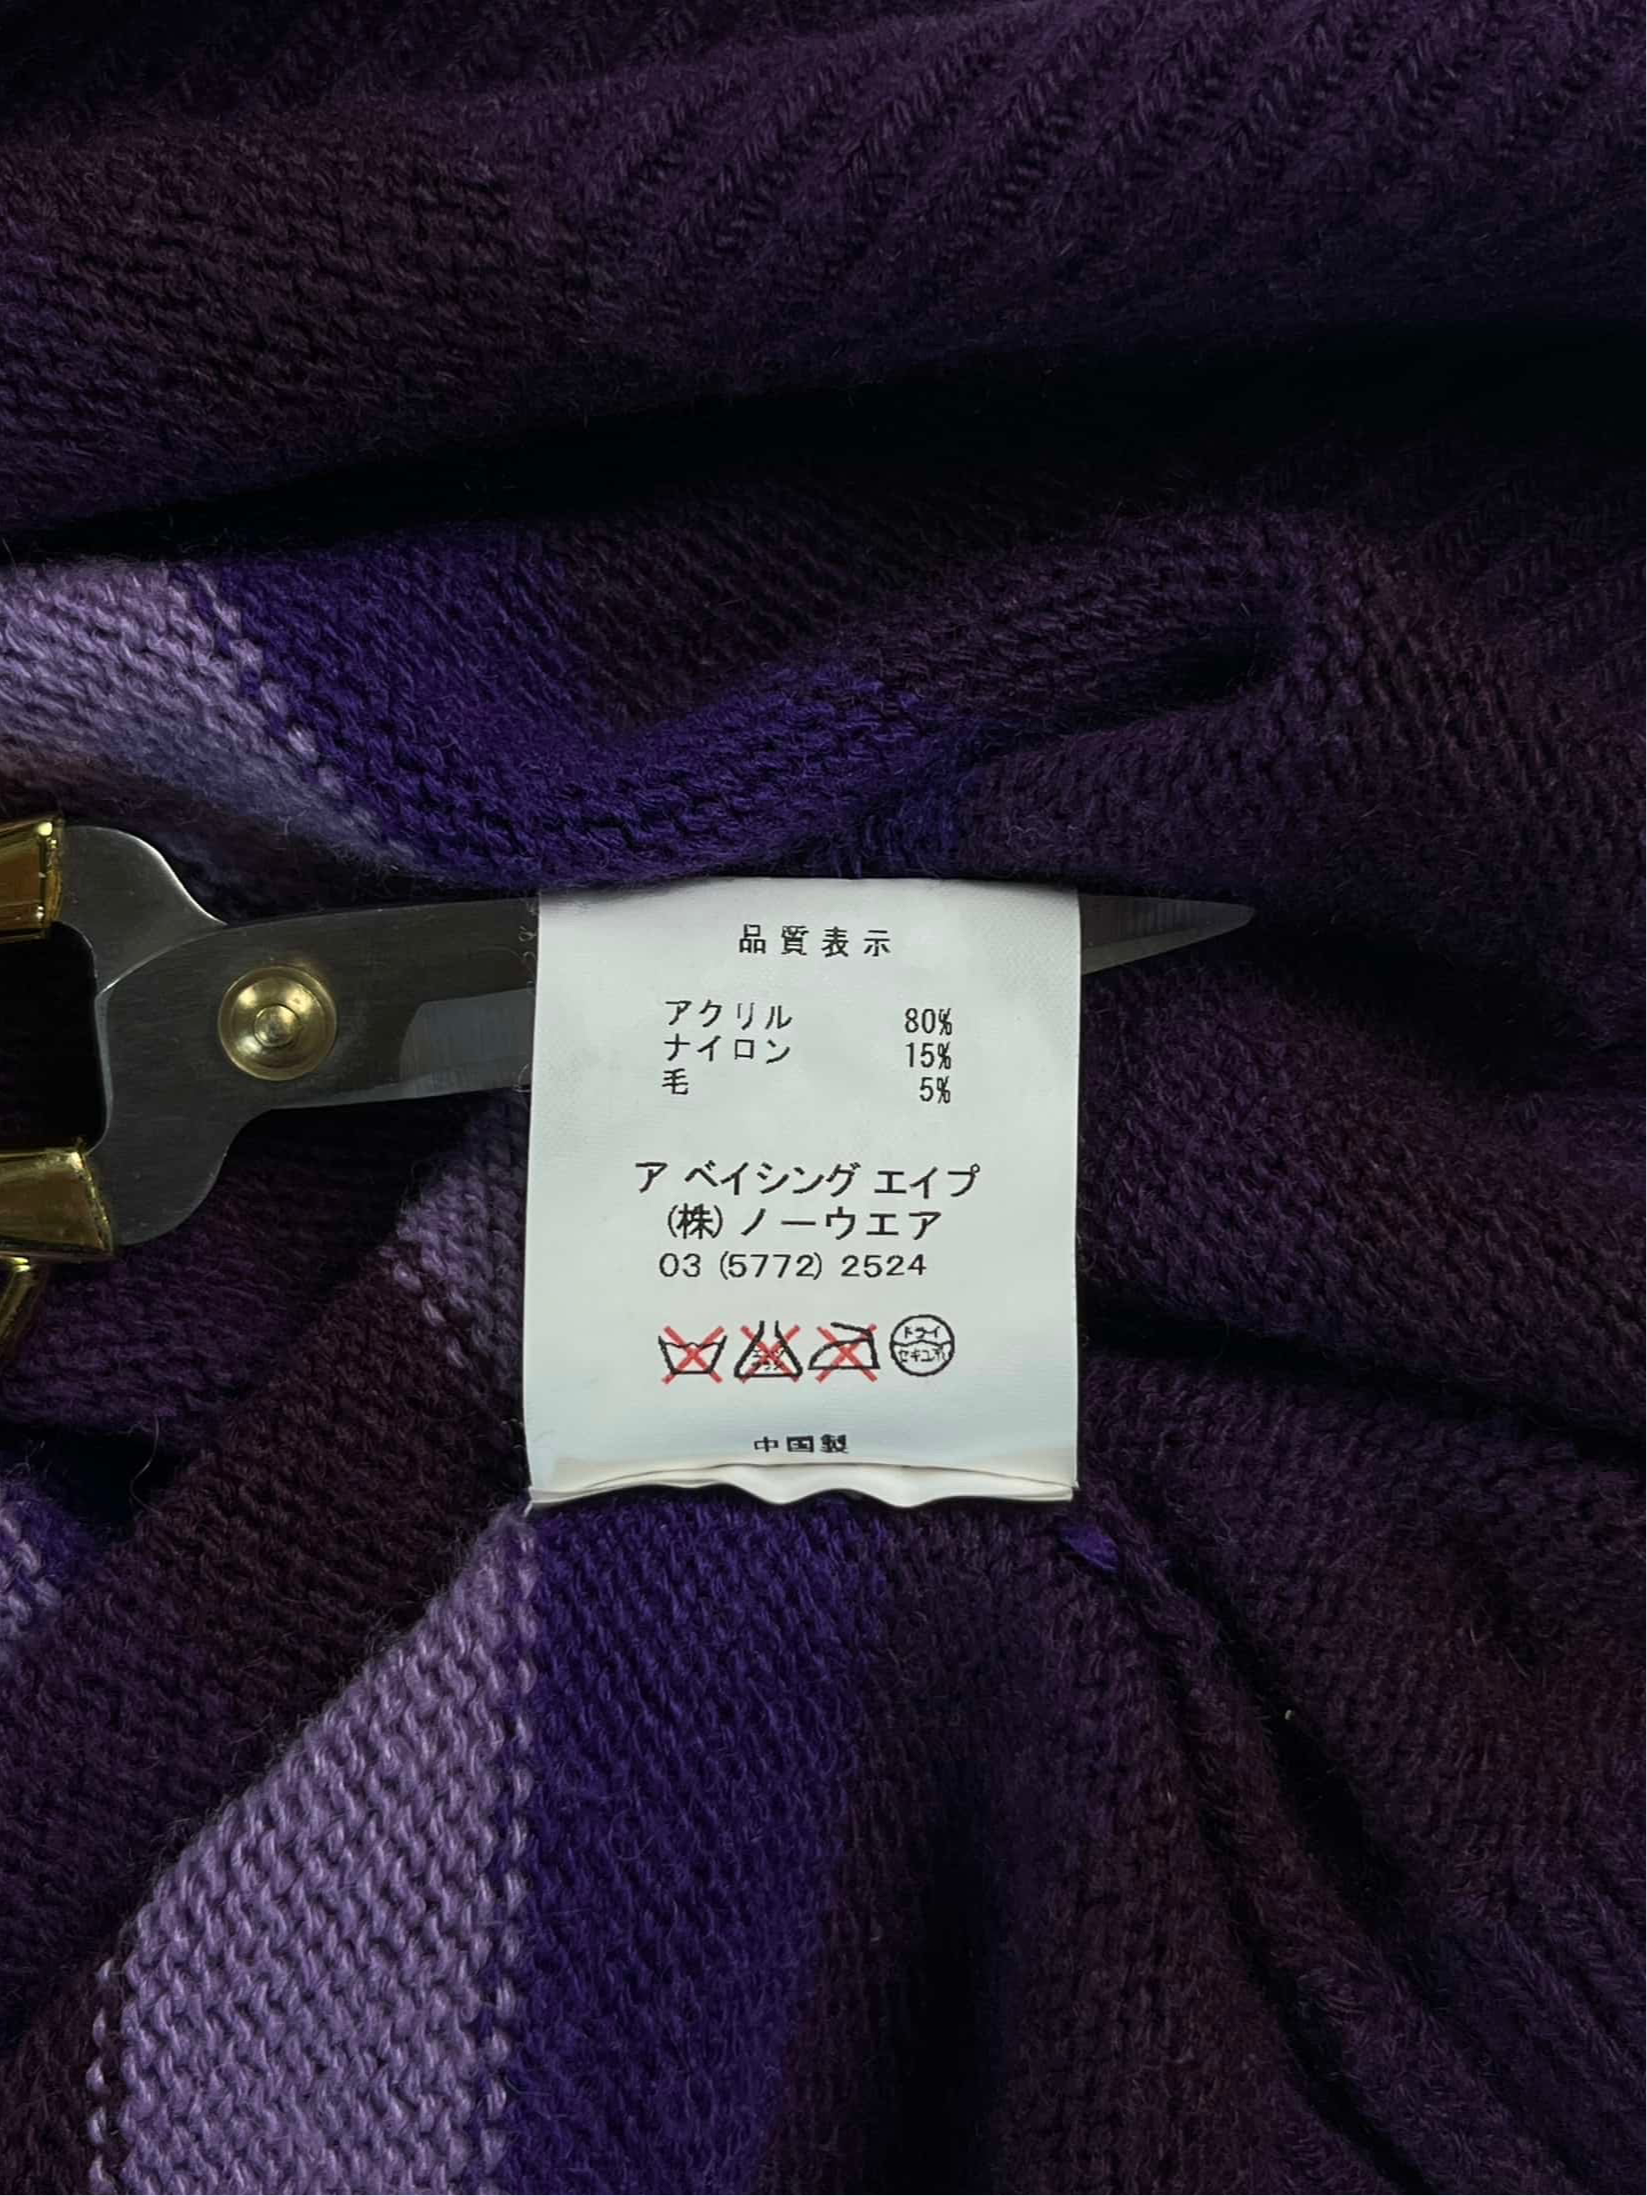 品質表示
アクリル 80%
ナイロン 15%
毛 5%
ア ベイシング エイプ
(株) ノーウエア
03 (5772) 2524
ドライ
セキユ系
中国製